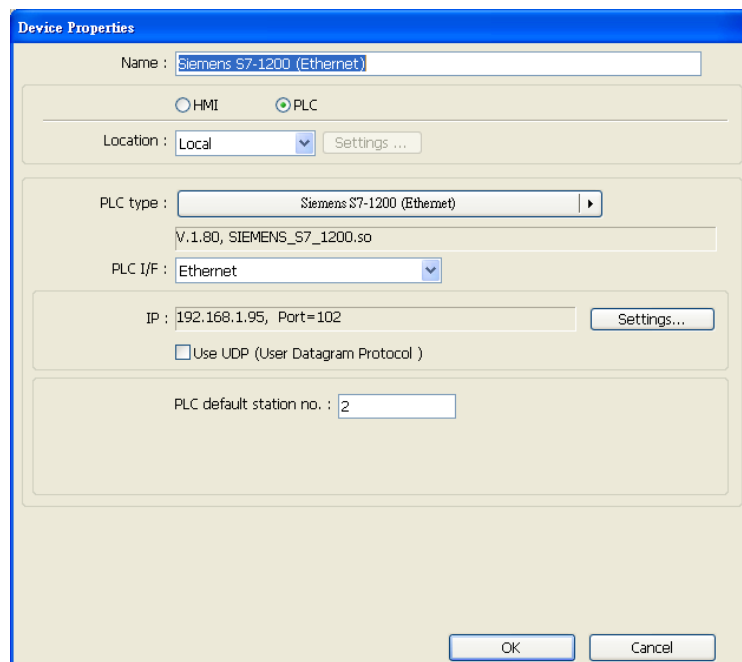 Device Properties
Name : Siemens S7-1200 (Ethernet)
HMI PLC
Location : Local Settings ...
PLC type : Siemens S7-1200 (Ethernet)
V.1.80, SIEMENS_S7_1200.so
PLC I/F : Ethernet
IP : 192.168.1.95, Port=102 Settings...
Use UDP (User Datagram Protocol )
PLC default station no. : 2
OK Cancel